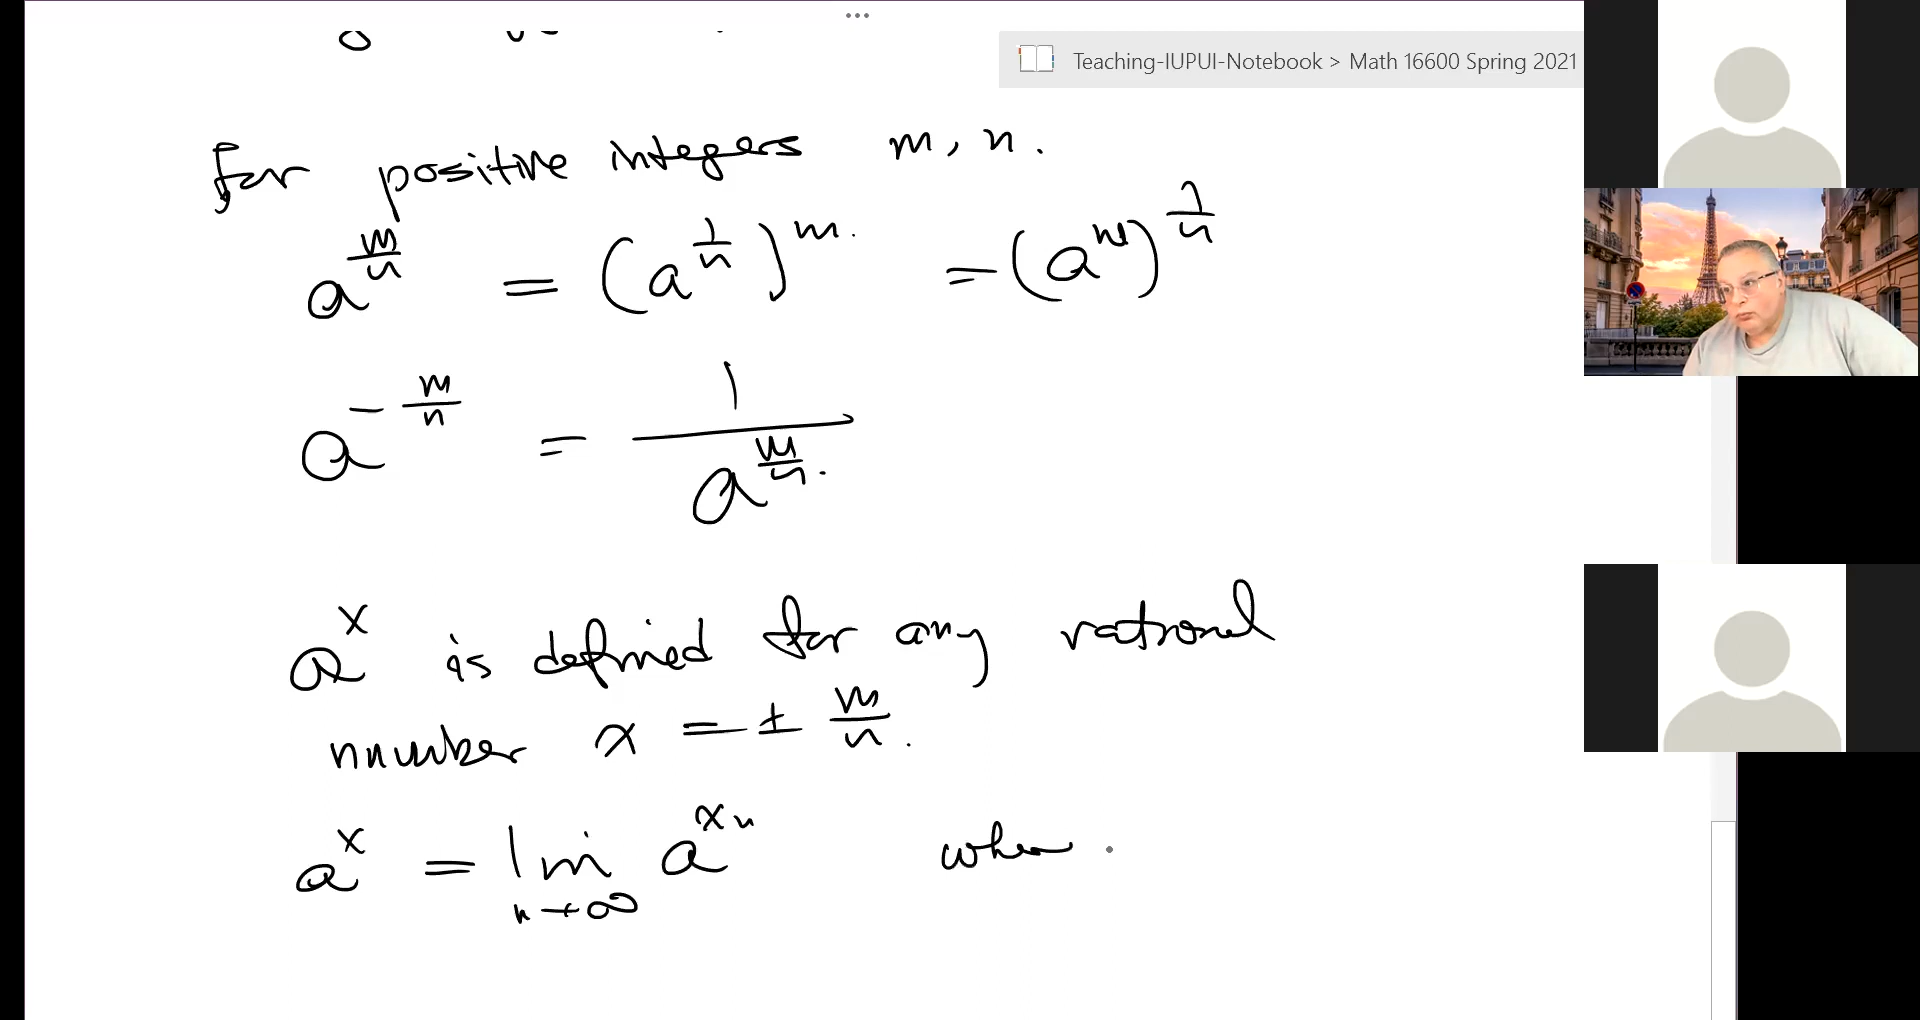 Teaching-IUPUI-Notebook > Math 16600 Spring 2021
for positive integers m, n.
a^{m/n} = (a^{1/n})^m. = (a^m)^{1/n}
a^{-m/n} = 1/a^{m/n}.
a^x is defined for any rational
nnumber x = ± m/n.
a^x = lim_{n→∞} a^{x_n} when